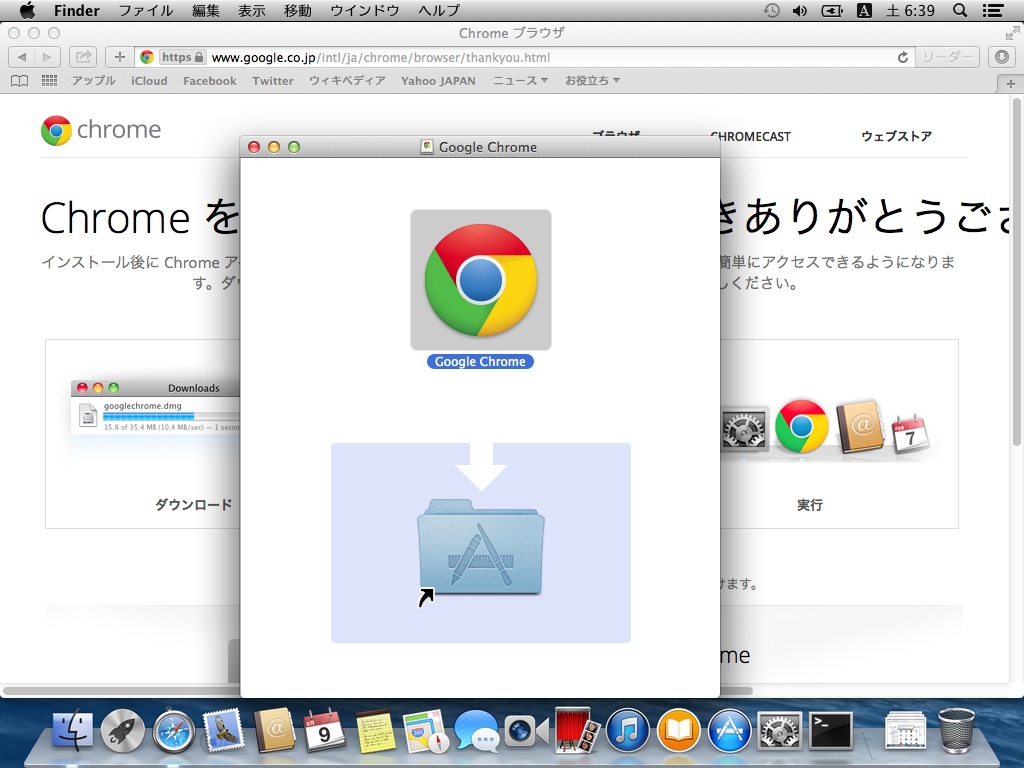 Finder ファイル 編集 表示 移動 ウインドウ ヘルプ A 土 6:39
Chrome ブラウザ
https www.google.co.jp/intl/ja/chrome/browser/thankyou.html リーダー
アップル iCloud Facebook Twitter ウィキペディア Yahoo JAPAN ニュース お役立ち
chrome ブラウザ CHROMECAST ウェブストア
Google Chrome
Chrome を きありがとうござ
インストール後に Chrome ア 簡単にアクセスできるようになりま
す。ダ しください。
Google Chrome
Downloads
googlechrome.dmg
15.8 of 35.4 MB (10.4 MB/sec) — 1 secon
FEB
7
ダウンロード 実行
けます。
me
9